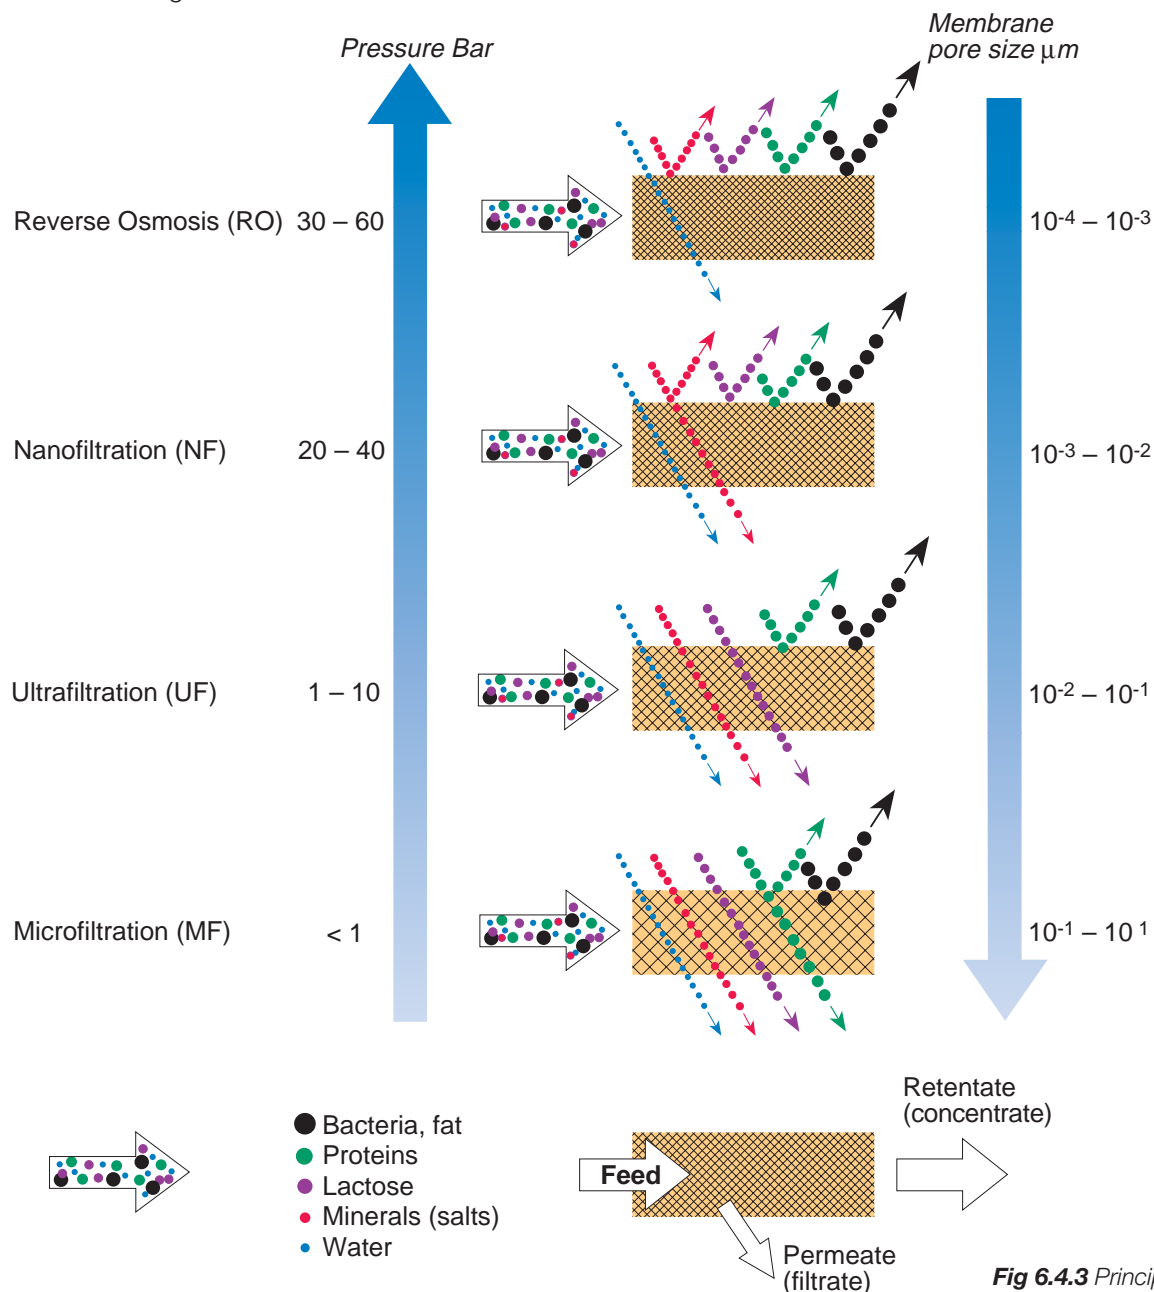 Pressure Bar
Membrane
pore size μm
Reverse Osmosis (RO) 30 – 60
10-4 – 10-3
Nanofiltration (NF) 20 – 40
10-3 – 10-2
Ultrafiltration (UF) 1 – 10
10-2 – 10-1
Microfiltration (MF) < 1
10-1 – 10 1
Bacteria, fat
Proteins
Lactose
Minerals (salts)
Water
Feed
Retentate
(concentrate)
Permeate
(filtrate)
Fig 6.4.3